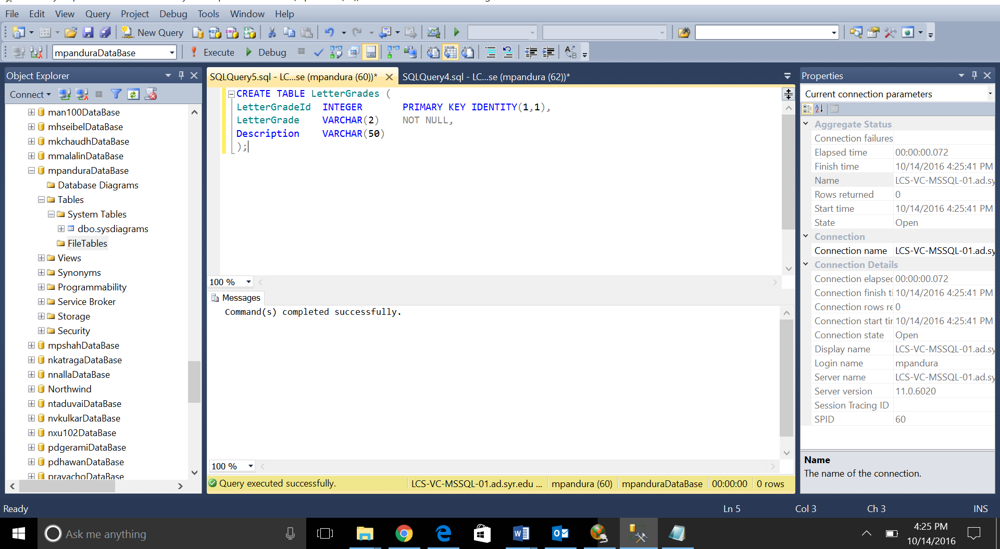 File Edit View Query Project Debug Tools Window Help
New Query
mpanduraDataBase Execute Debug
Object Explorer
Connect
man100DataBase
mhseibelDataBase
mkchaudhDataBase
mmalalinDataBase
mpanduraDataBase
Database Diagrams
Tables
System Tables
dbo.sysdiagrams
FileTables
Views
Synonyms
Programmability
Service Broker
Storage
Security
mpshahDataBase
nkatragaDataBase
nnallaDataBase
Northwind
ntaduvaiDataBase
nvkulkarDataBase
nxu102DataBase
pdgeramiDataBase
pdhawanDataBase
pravachoDataBase
SQLQuery5.sql - LC...se (mpandura (60))* SQLQuery4.sql - LC...se (mpandura (62))*
CREATE TABLE LetterGrades (
LetterGradeId INTEGER PRIMARY KEY IDENTITY(1,1),
LetterGrade VARCHAR(2) NOT NULL,
Description VARCHAR(50)
);
100 %
Messages
Command(s) completed successfully.
100 %
Query executed successfully. LCS-VC-MSSQL-01.ad.syr.edu ... mpandura (60) mpanduraDataBase 00:00:00 0 rows
Properties
Current connection parameters
Aggregate Status
Connection failures
Elapsed time 00:00:00.072
Finish time 10/14/2016 4:25:41 PM
Name LCS-VC-MSSQL-01.ad.sy
Rows returned 0
Start time 10/14/2016 4:25:41 PM
State Open
Connection
Connection name LCS-VC-MSSQL-01.ad.sy
Connection Details
Connection elapsec 00:00:00.072
Connection finish ti 10/14/2016 4:25:41 PM
Connection rows re 0
Connection start tir 10/14/2016 4:25:41 PM
Connection state Open
Display name LCS-VC-MSSQL-01.ad.sy
Login name mpandura
Server name LCS-VC-MSSQL-01.ad.sy
Server version 11.0.6020
Session Tracing ID
SPID 60
Name
The name of the connection.
Ready Ln 5 Col 3 Ch 3 INS
Ask me anything
4:25 PM
10/14/2016